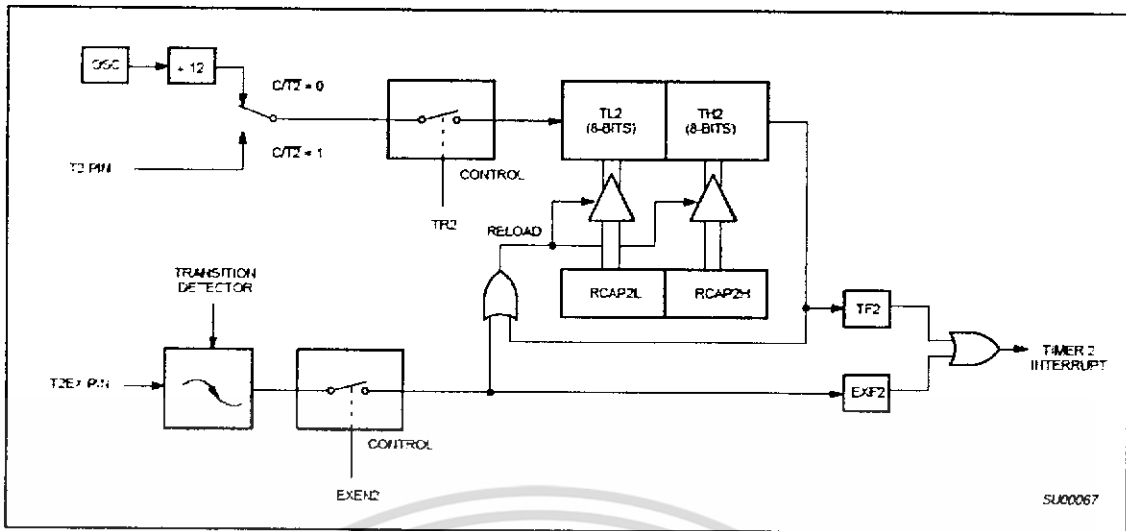 OSC
÷ 12
C/T2 = 0
C/T2 = 1
T2 PIN
CONTROL
TR2
TL2
(8-BITS)
TH2
(8-BITS)
RELOAD
RCAP2L
RCAP2H
TRANSITION
DETECTOR
T2EX PIN
CONTROL
EXEN2
TF2
EXF2
TIMER 2
INTERRUPT
SU00067